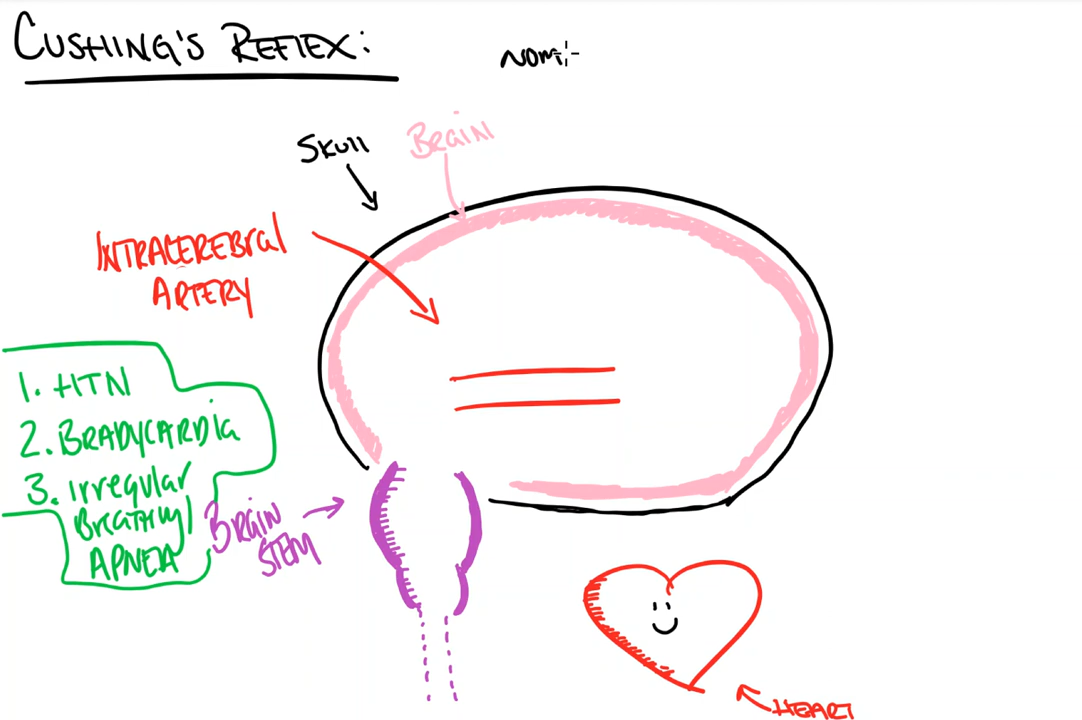 CUSHING'S REFLEX:
Skull
BRAIN
INTRACEREBRAL
ARTERY
1. HTN
2. BRADYCARDIA
3. Irregular
BREATHING
APNEA
BRAIN
STEM
HEART